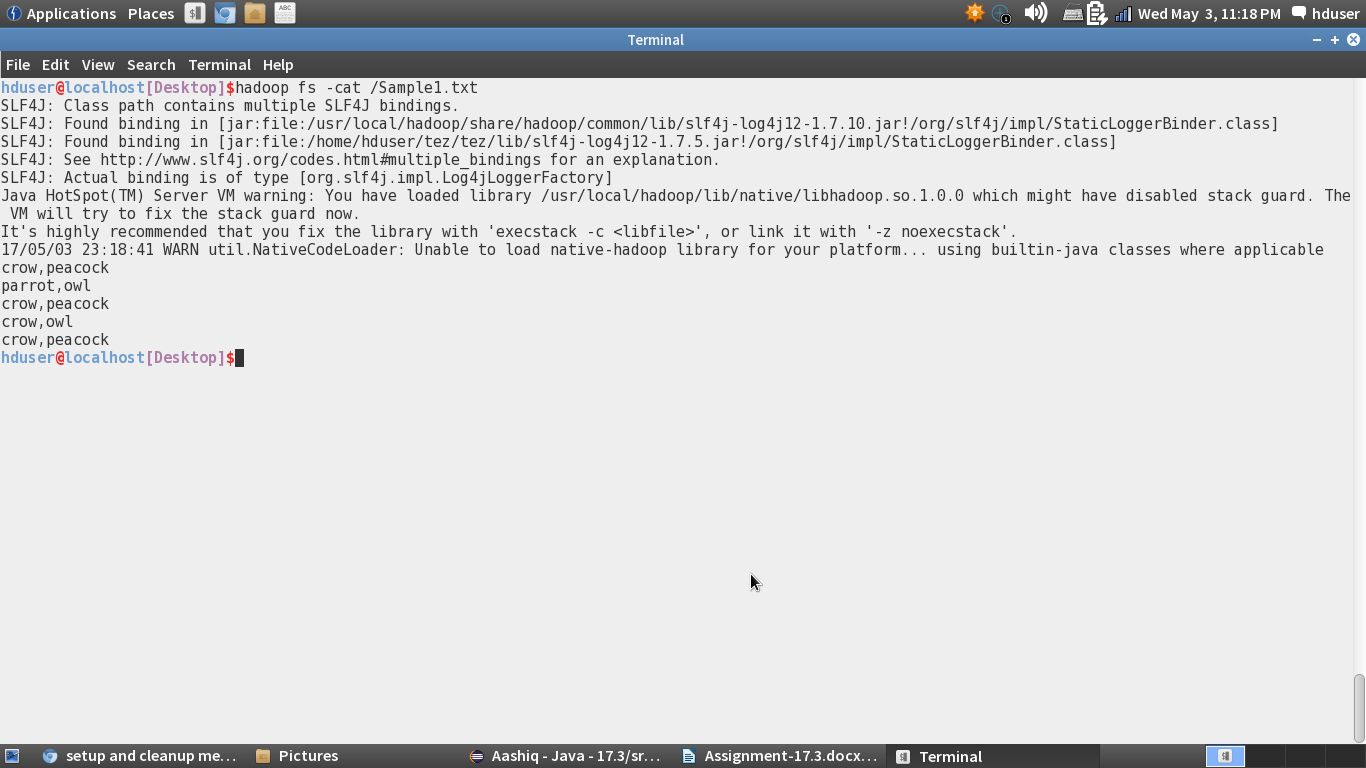 Applications Places ABC Wed May 3, 11:18 PM hduser
Terminal
File Edit View Search Terminal Help
hduser@localhost[Desktop]$hadoop fs -cat /Sample1.txt
SLF4J: Class path contains multiple SLF4J bindings.
SLF4J: Found binding in [jar:file:/usr/local/hadoop/share/hadoop/common/lib/slf4j-log4j12-1.7.10.jar!/org/slf4j/impl/StaticLoggerBinder.class]
SLF4J: Found binding in [jar:file:/home/hduser/tez/tez/lib/slf4j-log4j12-1.7.5.jar!/org/slf4j/impl/StaticLoggerBinder.class]
SLF4J: See http://www.slf4j.org/codes.html#multiple_bindings for an explanation.
SLF4J: Actual binding is of type [org.slf4j.impl.Log4jLoggerFactory]
Java HotSpot(TM) Server VM warning: You have loaded library /usr/local/hadoop/lib/native/libhadoop.so.1.0.0 which might have disabled stack guard. The
VM will try to fix the stack guard now.
It's highly recommended that you fix the library with 'execstack -c <libfile>', or link it with '-z noexecstack'.
17/05/03 23:18:41 WARN util.NativeCodeLoader: Unable to load native-hadoop library for your platform... using builtin-java classes where applicable
crow,peacock
parrot,owl
crow,peacock
crow,owl
crow,peacock
hduser@localhost[Desktop]$
setup and cleanup me... Pictures Aashiq - Java - 17.3/sr... Assignment-17.3.docx... Terminal